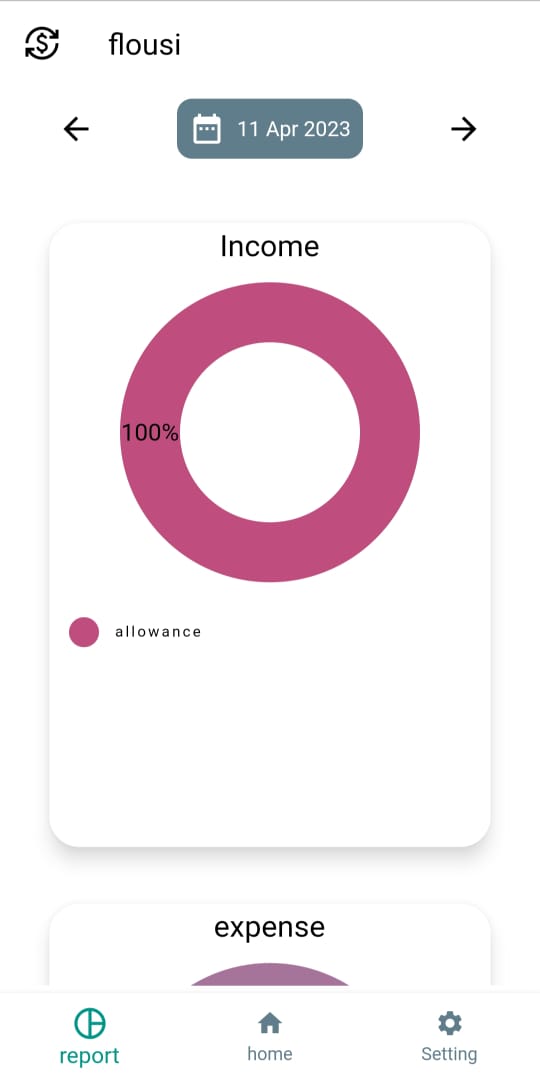 flousi
11 Apr 2023
Income
100%
allowance
expense
report
home
Setting